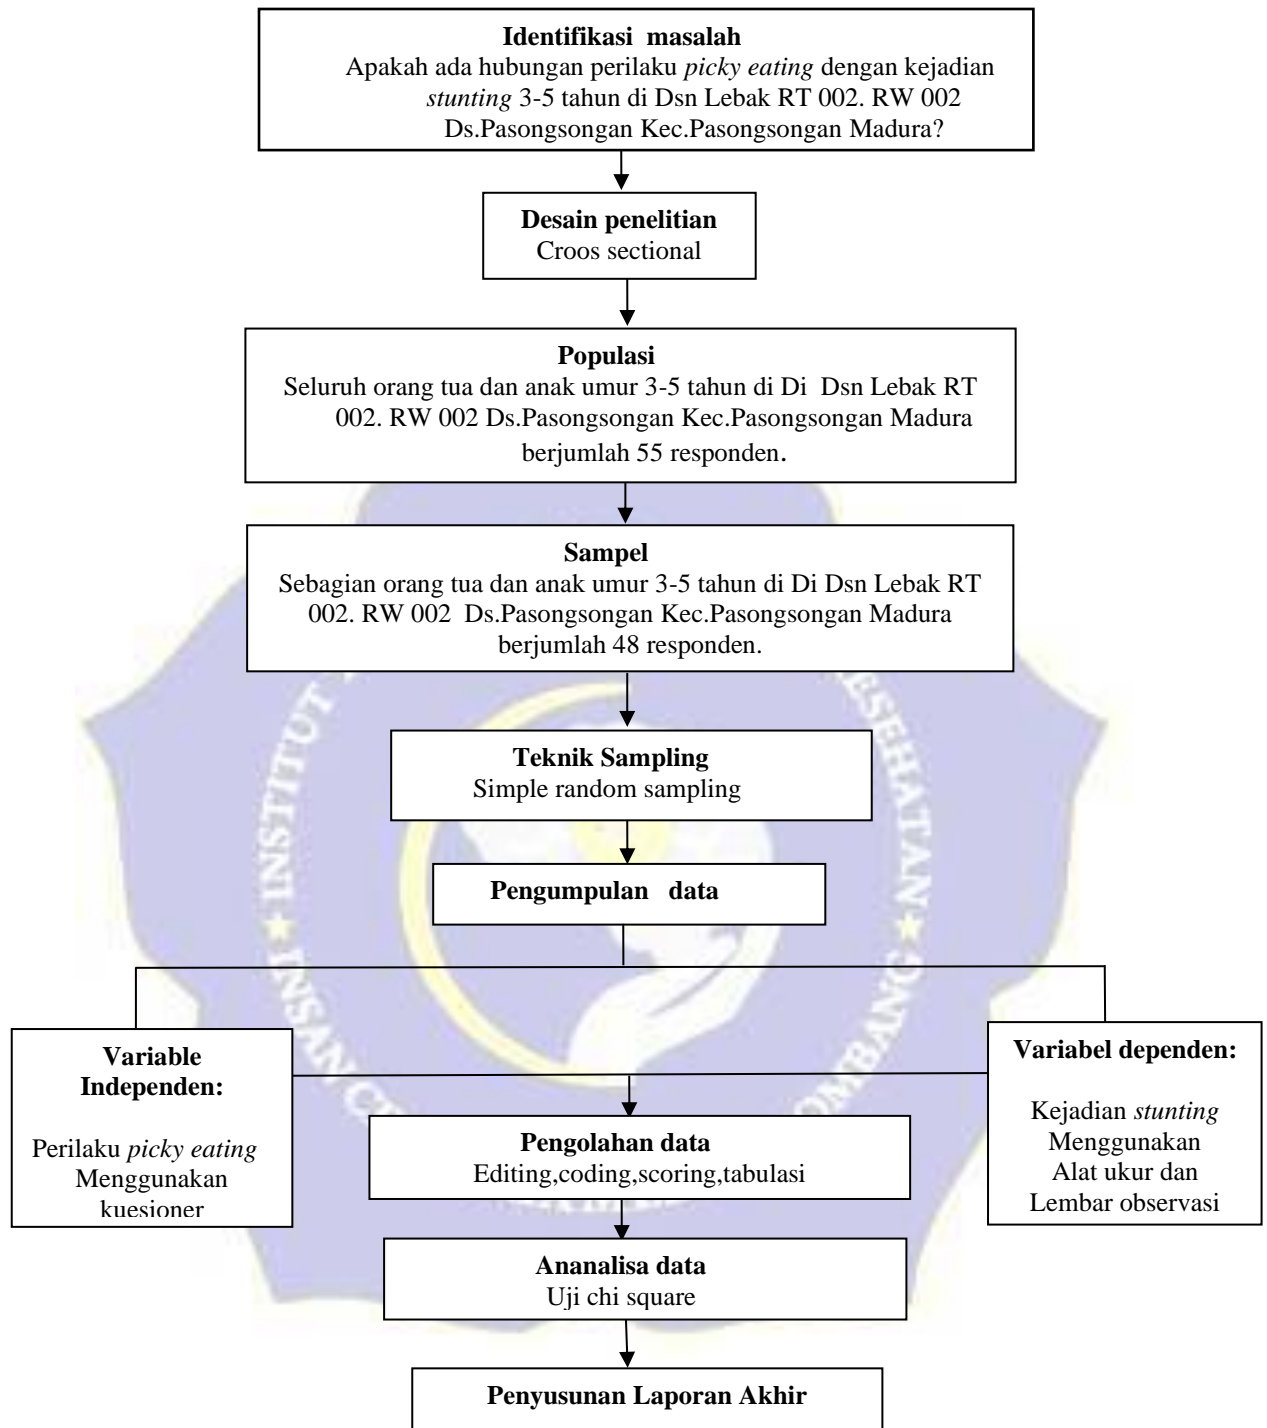 Identifikasi masalah
Apakah ada hubungan perilaku picky eating dengan kejadian
stunting 3-5 tahun di Dsn Lebak RT 002. RW 002
Ds.Pasongsongan Kec.Pasongsongan Madura?
Desain penelitian
Croos sectional
Populasi
Seluruh orang tua dan anak umur 3-5 tahun di Di Dsn Lebak RT
002. RW 002 Ds.Pasongsongan Kec.Pasongsongan Madura
berjumlah 55 responden.
Sampel
Sebagian orang tua dan anak umur 3-5 tahun di Di Dsn Lebak RT
002. RW 002 Ds.Pasongsongan Kec.Pasongsongan Madura
berjumlah 48 responden.
Teknik Sampling
Simple random sampling
Pengumpulan data
Variable
Independen:
Perilaku picky eating
Menggunakan
kuesioner
Variabel dependen:
Kejadian stunting
Menggunakan
Alat ukur dan
Lembar observasi
Pengolahan data
Editing,coding,scoring,tabulasi
Ananalisa data
Uji chi square
Penyusunan Laporan Akhir
INSTITUT
INSAN